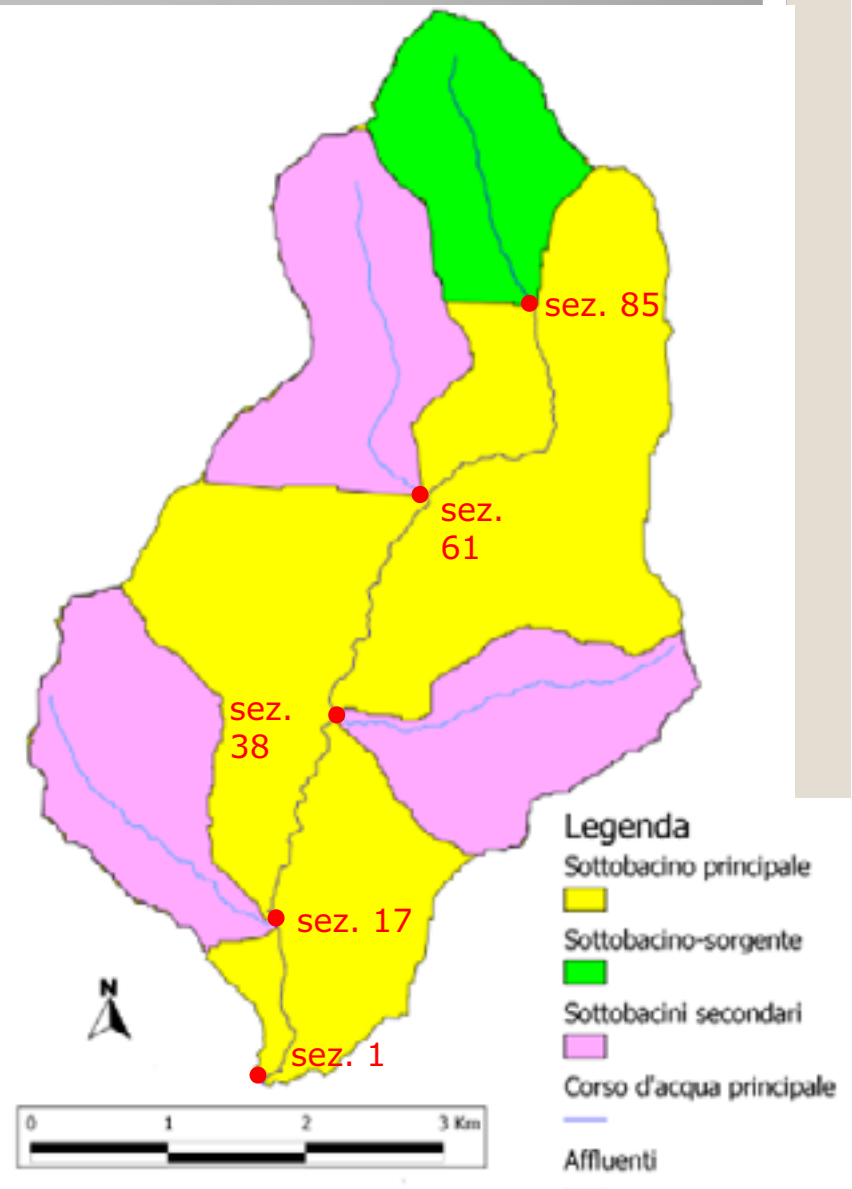 sez. 85
sez.
61
sez.
38
sez. 17
sez. 1
N
0 1 2 3 Km
Legenda
Sottobacino principale
Sottobacino-sorgente
Sottobacini secondari
Corso d'acqua principale
Affluenti